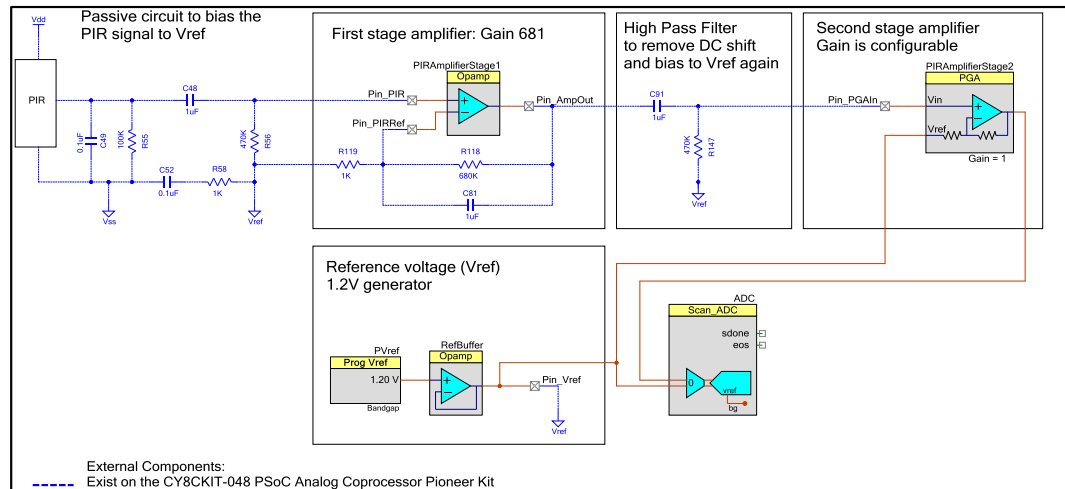 Passive circuit to bias the
PIR signal to Vref
Vdd
PIR
C48
1uF
0.1uF
C49
100K
R55
470K
R56
C52
0.1uF
R58
1K
Vss
Vref
First stage amplifier: Gain 681
PIRAmplifierStage1
Opamp
Pin_PIR
Pin_PIRRef
Pin_AmpOut
R119
1K
R118
680K
C81
1uF
High Pass Filter
to remove DC shift
and bias to Vref again
C91
1uF
470K
R147
Vref
Second stage amplifier
Gain is configurable
PIRAmplifierStage2
PGA
Pin_PGAIn
Vin
Vref
Gain = 1
Reference voltage (Vref)
1.2V generator
PVref
Prog Vref
1.20 V
Bandgap
RefBuffer
Opamp
Pin_Vref
Vref
ADC
Scan_ADC
sdone
eos
0
vref
bg
External Components:
Exist on the CY8CKIT-048 PSoC Analog Coprocessor Pioneer Kit